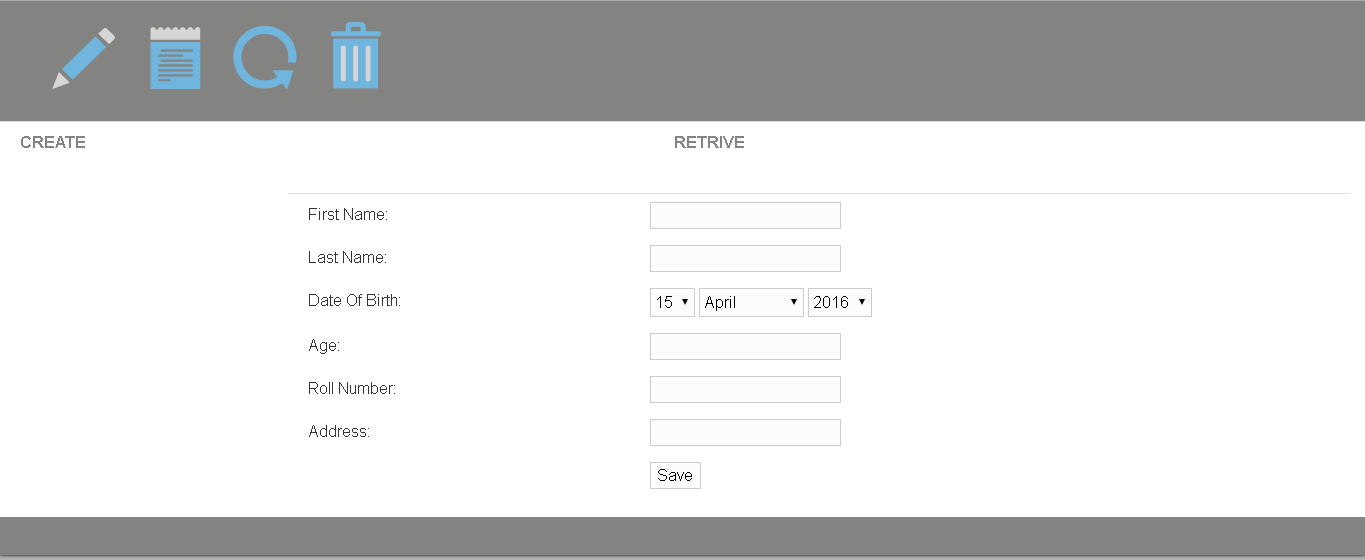 CREATE RETRIVE
First Name:
Last Name:
Date Of Birth: 15 April 2016
Age:
Roll Number:
Address:
Save